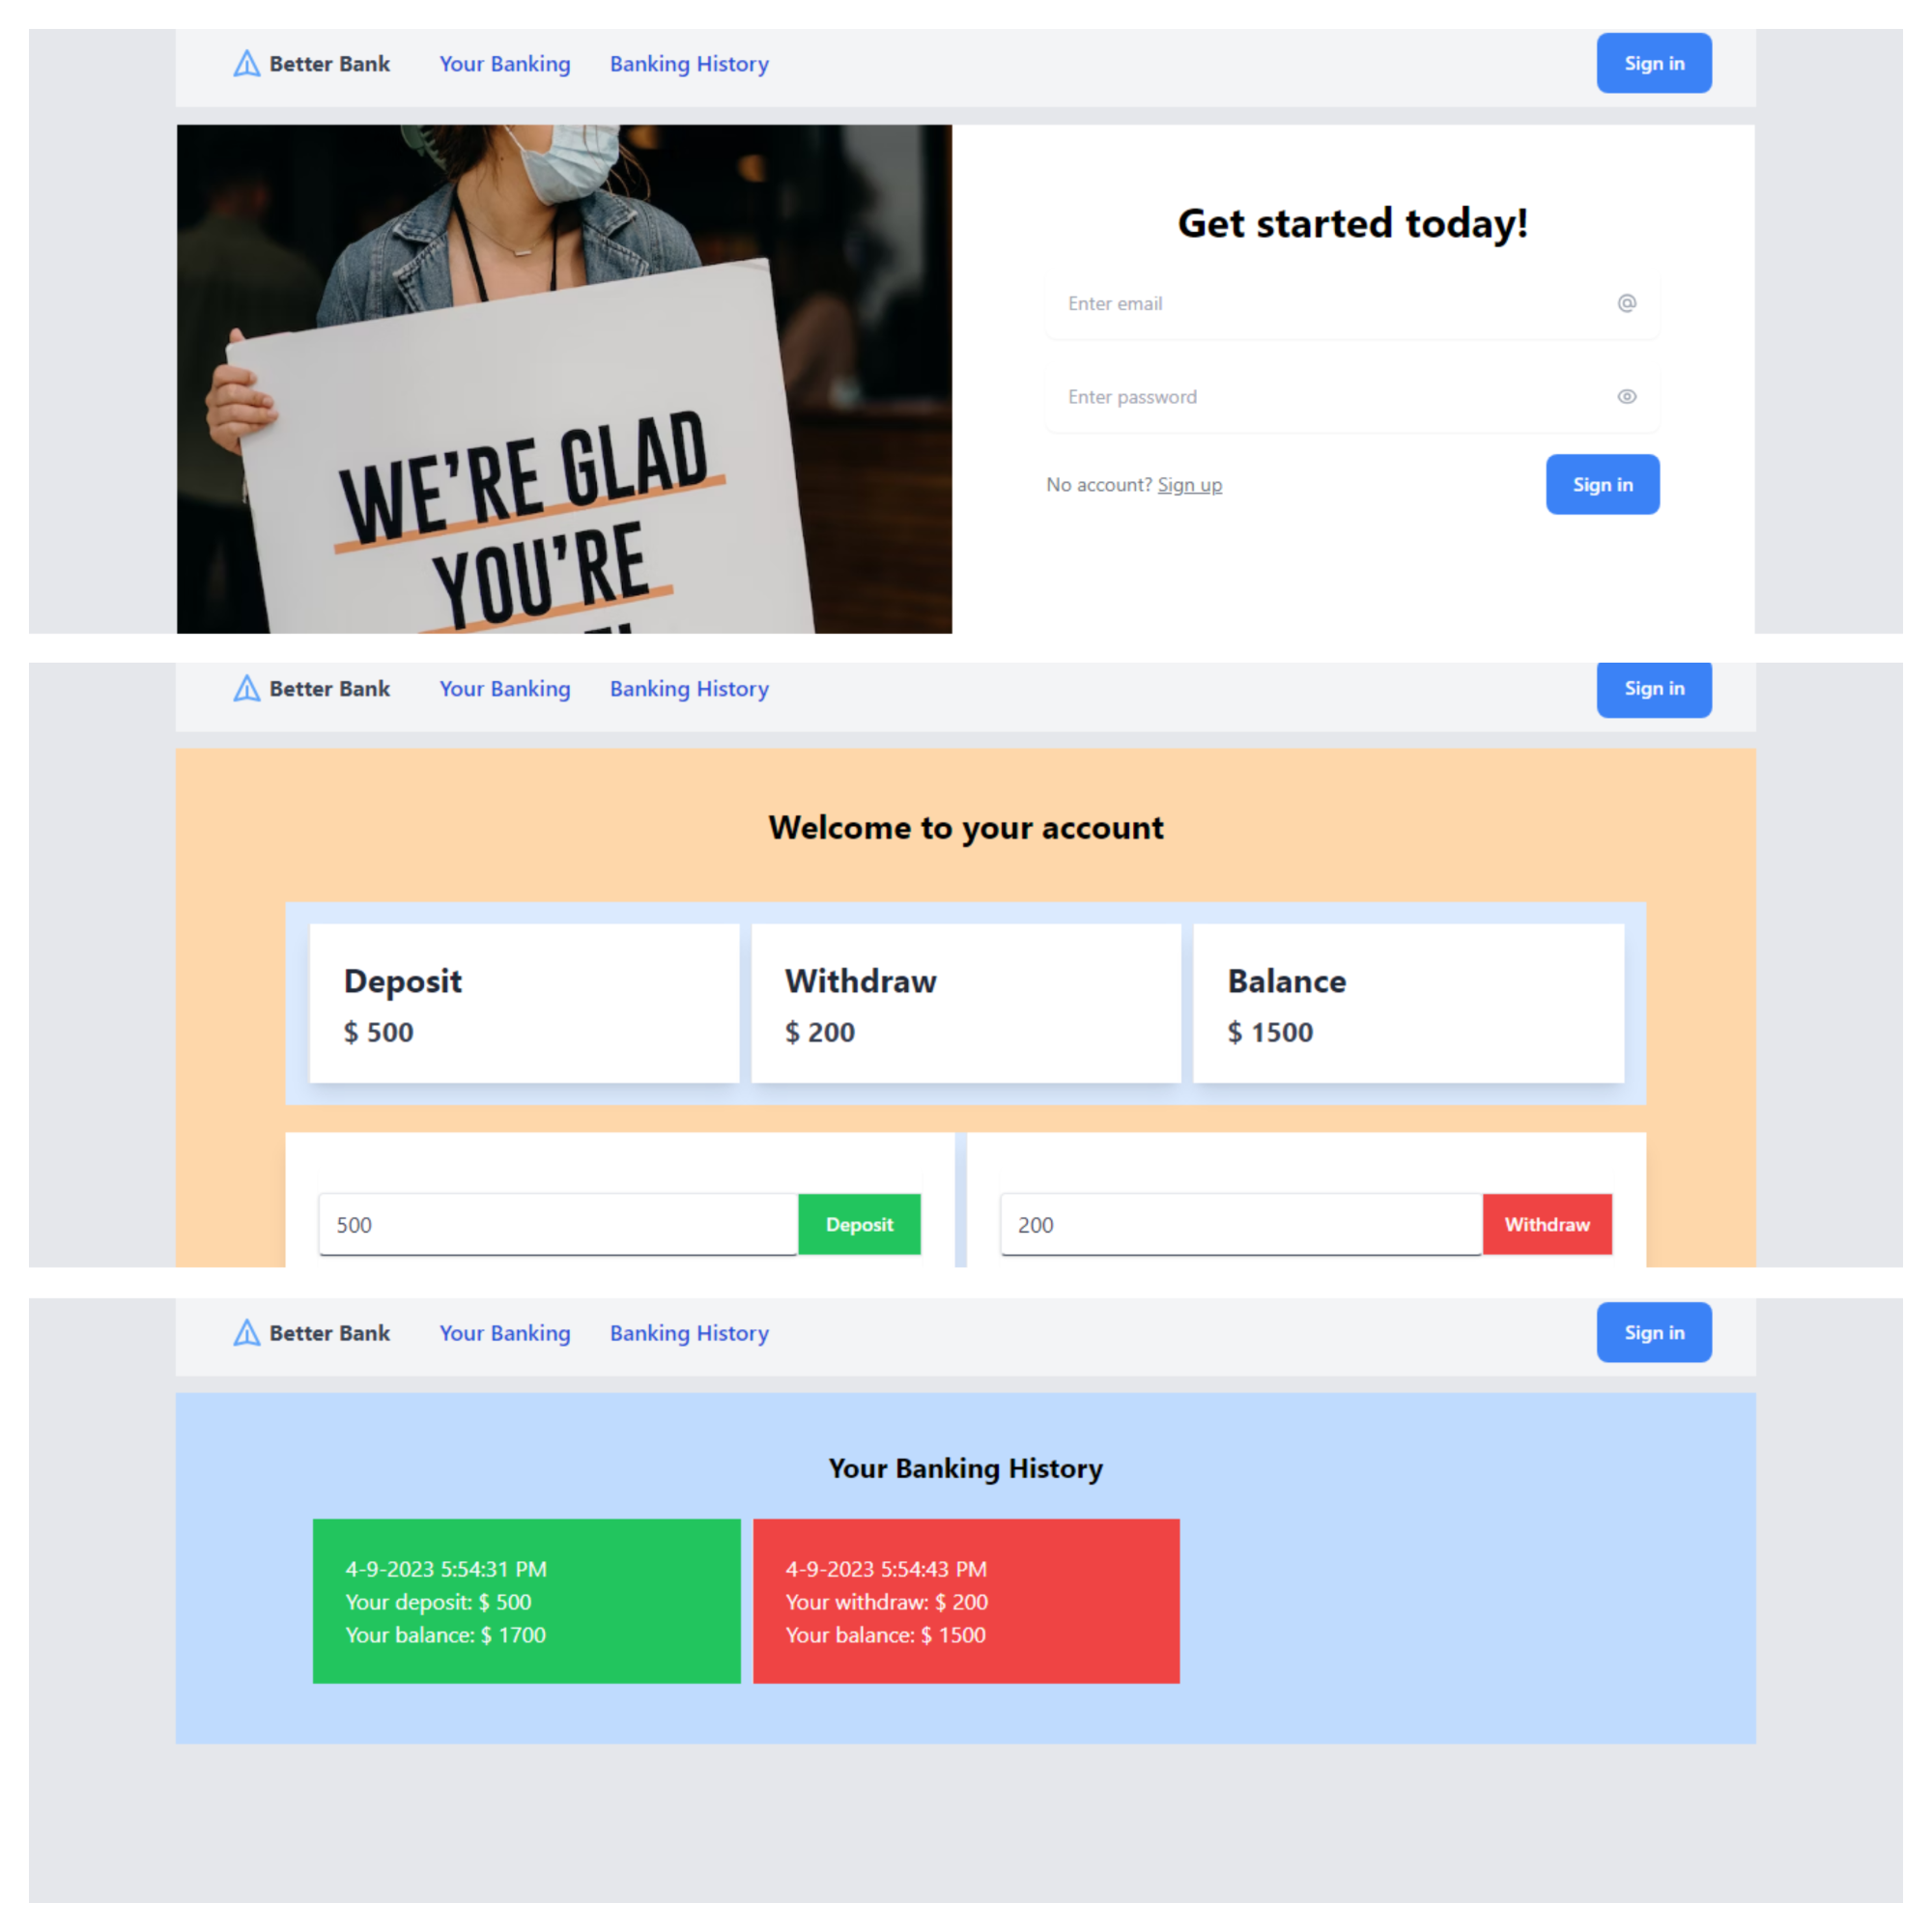 Better Bank Your Banking Banking History Sign in
WE'RE GLAD
YOU'RE
Get started today!
Enter email @
Enter password
No account? Sign up Sign in
Better Bank Your Banking Banking History Sign in
Welcome to your account
Deposit Withdraw Balance
$ 500 $ 200 $ 1500
500 Deposit 200 Withdraw
Better Bank Your Banking Banking History Sign in
Your Banking History
4-9-2023 5:54:31 PM
Your deposit: $ 500
Your balance: $ 1700
4-9-2023 5:54:43 PM
Your withdraw: $ 200
Your balance: $ 1500